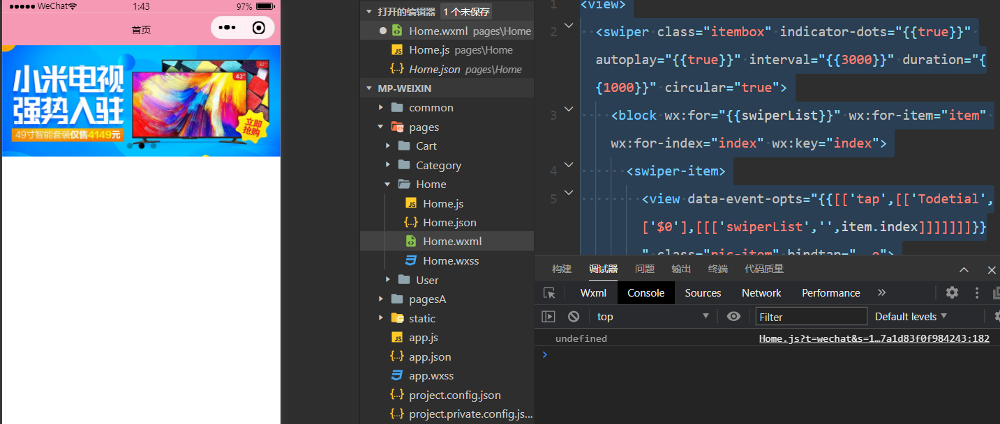 WeChat
1:43
97%
首页
小米电视
强势入驻
49寸智能套装仅售4149元
43"
32"
立即
抢购
打开的编辑器
1 个未保存
Home.wxml pages\Home
JS Home.js pages\Home
{..} Home.json pages\Home
MP-WEIXIN
common
pages
Cart
Category
Home
JS Home.js
{..} Home.json
Home.wxml
Home.wxss
User
pagesA
static
JS app.js
{..} app.json
app.wxss
{..} project.config.json
{..} project.private.config.js...
1 <view>
2 <swiper class="itembox" indicator-dots="{{true}}"
autoplay="{{true}}" interval="{{3000}}" duration="{
{1000}}" circular="true">
3 <block wx:for="{{swiperList}}" wx:for-item="item"
wx:for-index="index" wx:key="index">
4 <swiper-item>
5 <view data-event-opts="{{[['tap',[['Todetial',
['$0'],[[['swiperList','',item.index]]]]]]]}}
" class="pic-item" bindtap="__e">
构建 调试器 问题 输出 终端 代码质量
Wxml Console Sources Network Performance
top Filter Default levels
undefined Home.js?t=wechat&s=1…7a1d83f0f984243:182